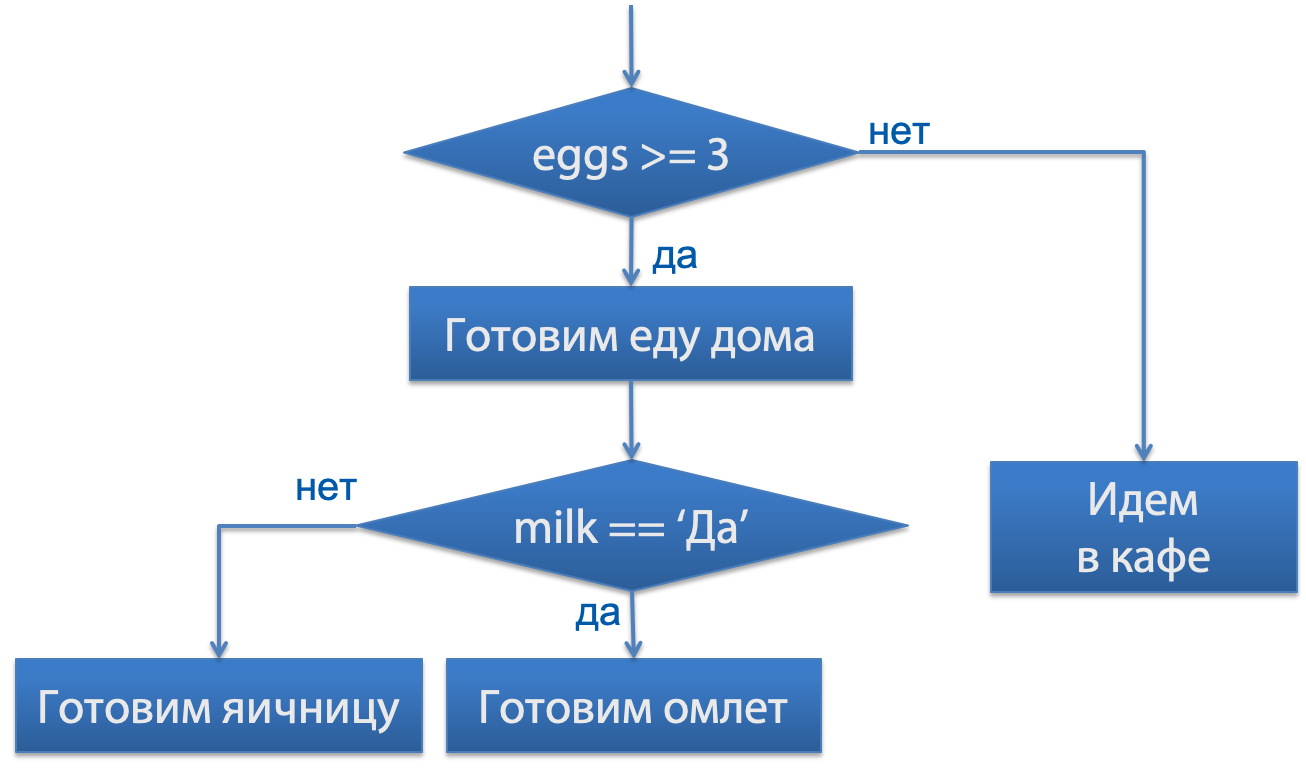 eggs >= 3
нет
да
Готовим еду дома
нет
milk == ‘Да’
да
Идем
в кафе
Готовим яичницу
Готовим омлет